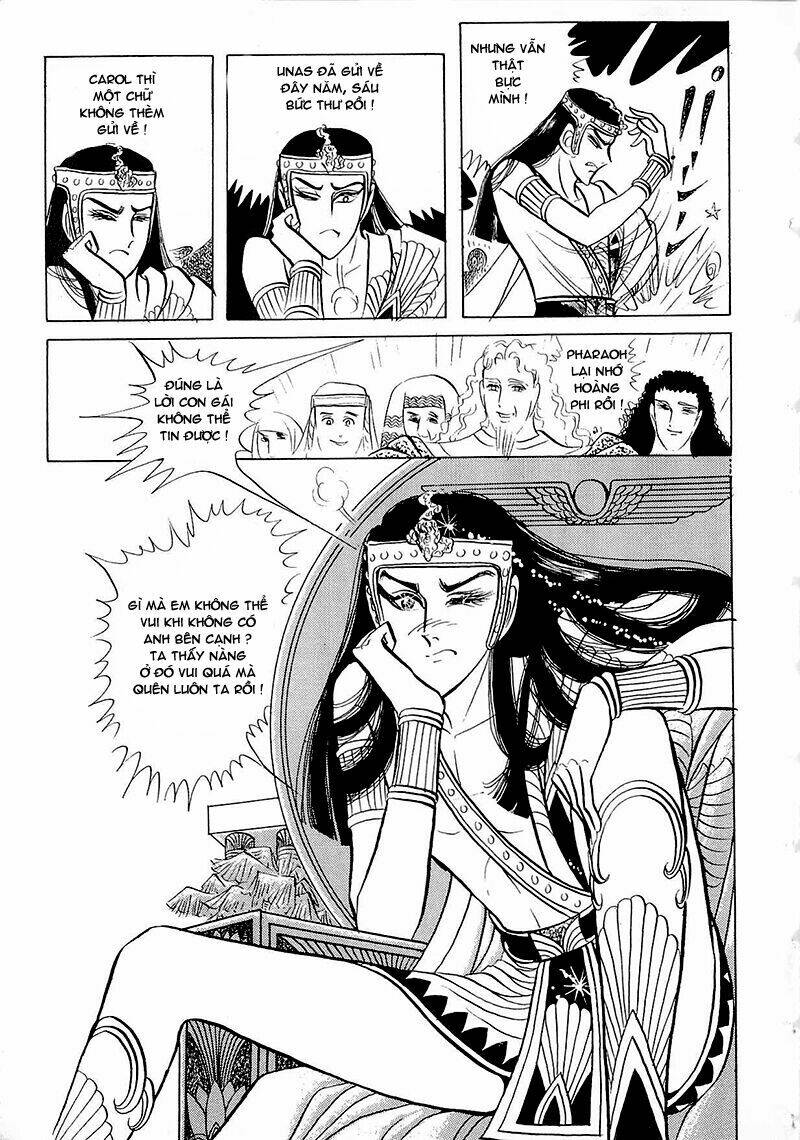 NHƯNG VẪN
THẬT
BỰC
MÌNH !
UNAS ĐÃ GỬI VỀ
ĐÂY NĂM, SÁU
BỨC THƯ RỒI !
CAROL THÌ
MỘT CHỮ
KHÔNG THÈM
GỬI VỀ !
PHARAOH
LẠI NHỚ
HOÀNG
PHI RỒI !
ĐÚNG LÀ
LỜI CON GÁI
KHÔNG THỂ
TIN ĐƯỢC !
GÌ MÀ EM KHÔNG THỂ
VUI KHI KHÔNG CÓ
ANH BÊN CẠNH ?
TA THẤY NÀNG
Ở ĐÓ VUI QUÁ MÀ
QUÊN LUÔN TA RỒI !